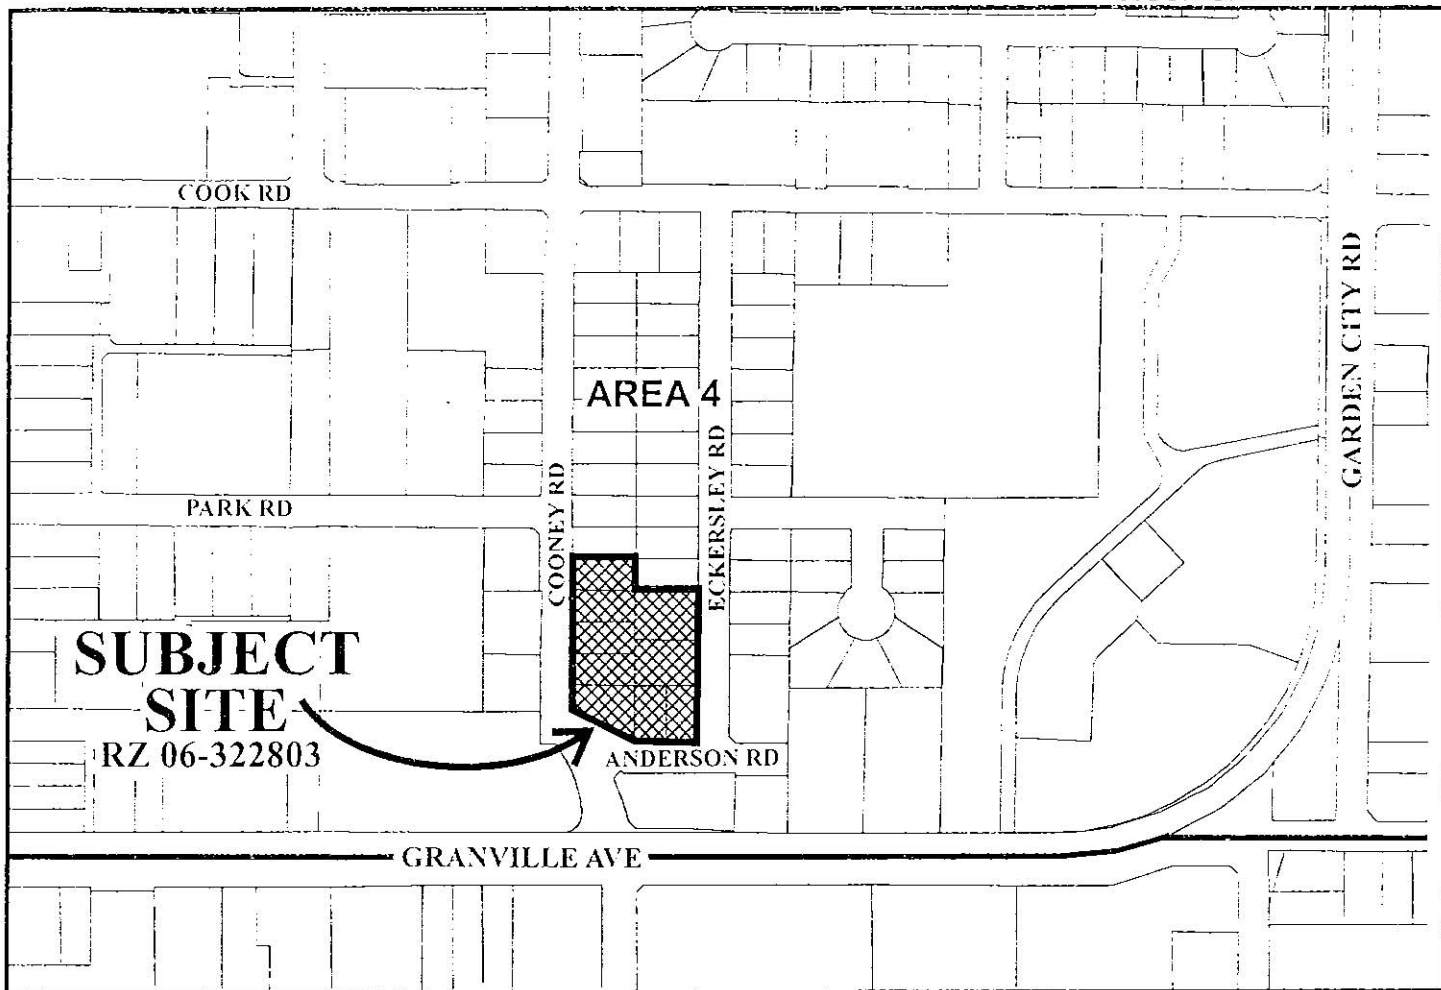 COOK RD
GARDEN CITY RD
AREA 4
ECKERSLEY RD
COONEY RD
PARK RD
SUBJECT
SITE
RZ 06-322803
ANDERSON RD
GRANVILLE AVE